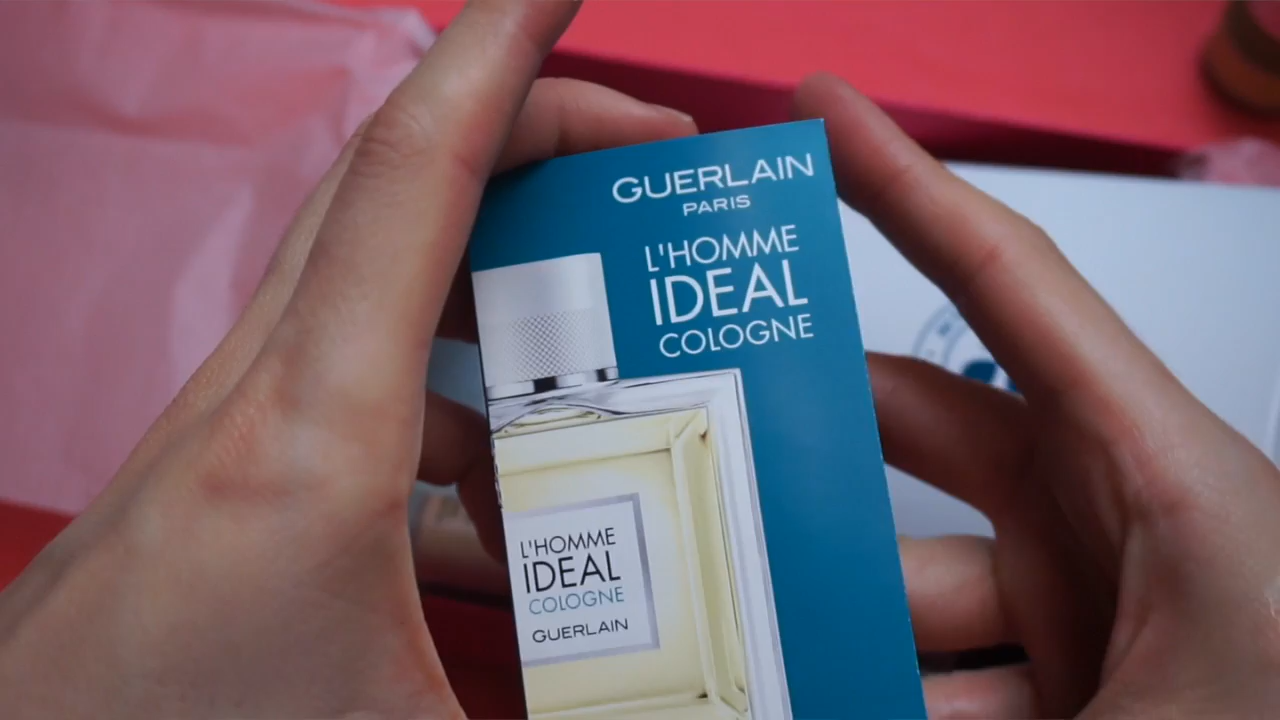 GUERLAIN
PARIS
L'HOMME
IDEAL
COLOGNE
L'HOMME
IDEAL
COLOGNE
GUERLAIN